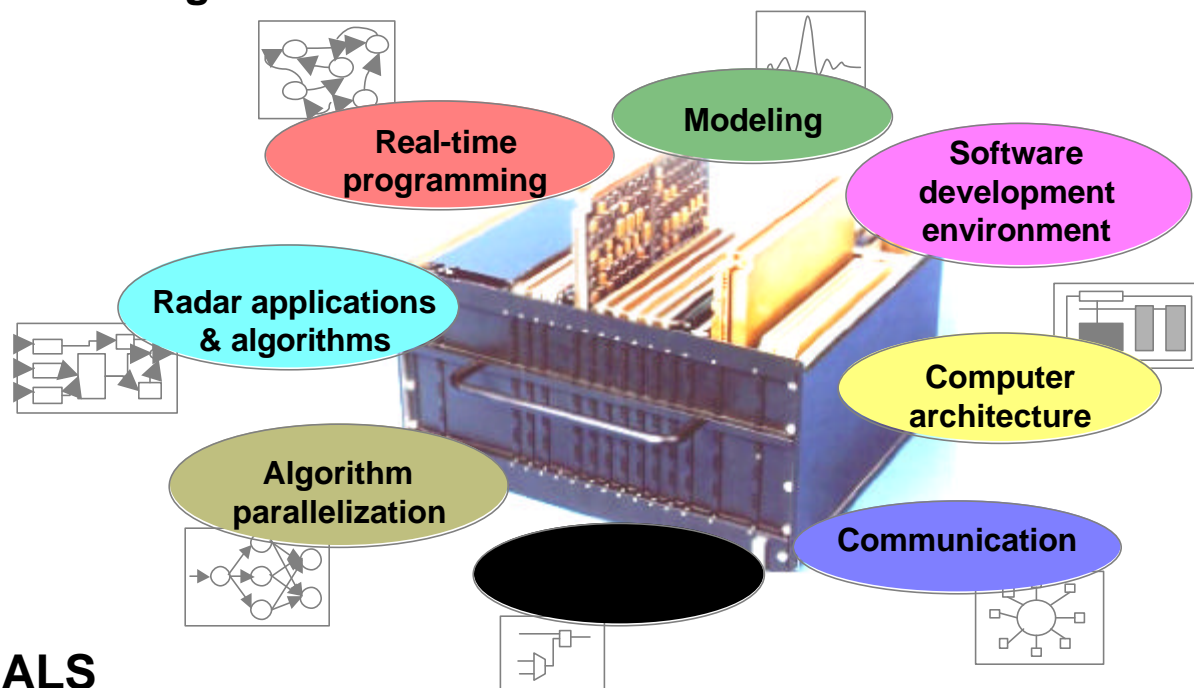 Modeling
Real-time
programming
Software
development
environment
Radar applications
& algorithms
Computer
architecture
Algorithm
parallelization
Communication
ALS